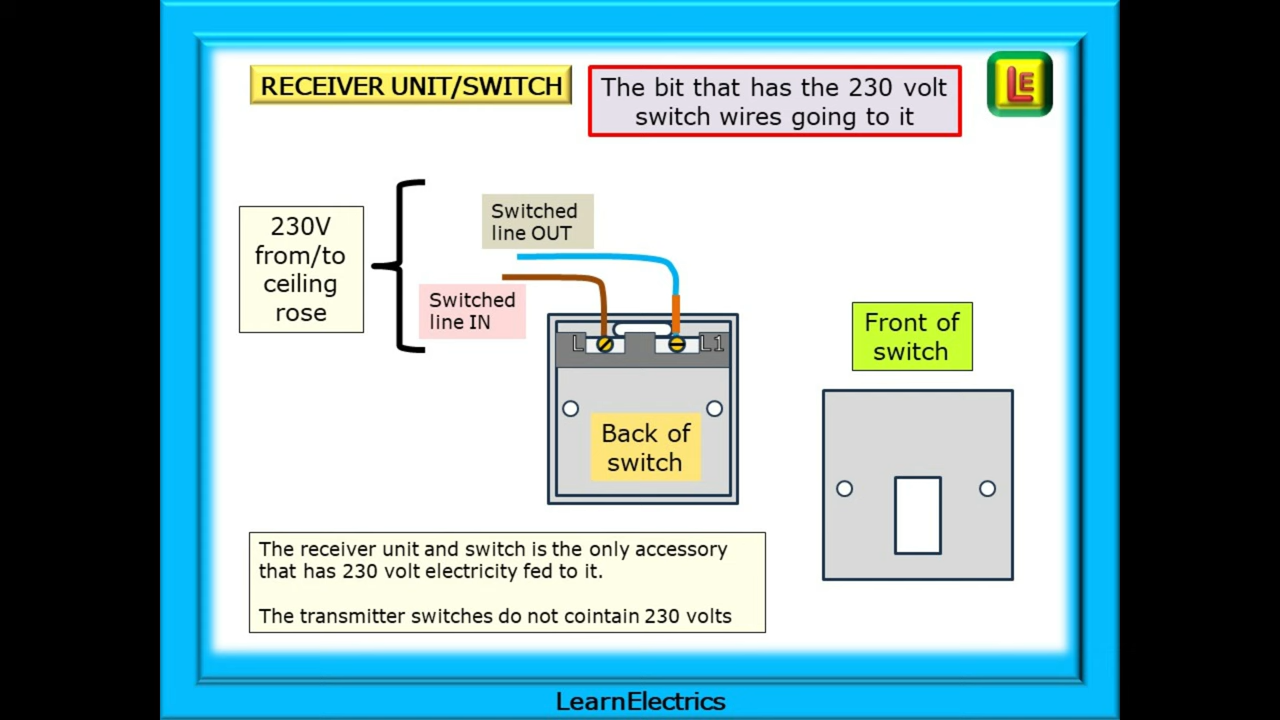 RECEIVER UNIT/SWITCH
The bit that has the 230 volt
switch wires going to it
LE
230V
from/to
ceiling
rose
Switched
line OUT
Switched
line IN
L
L1
Back of
switch
Front of
switch
The receiver unit and switch is the only accessory
that has 230 volt electricity fed to it.
The transmitter switches do not cointain 230 volts
LearnElectrics